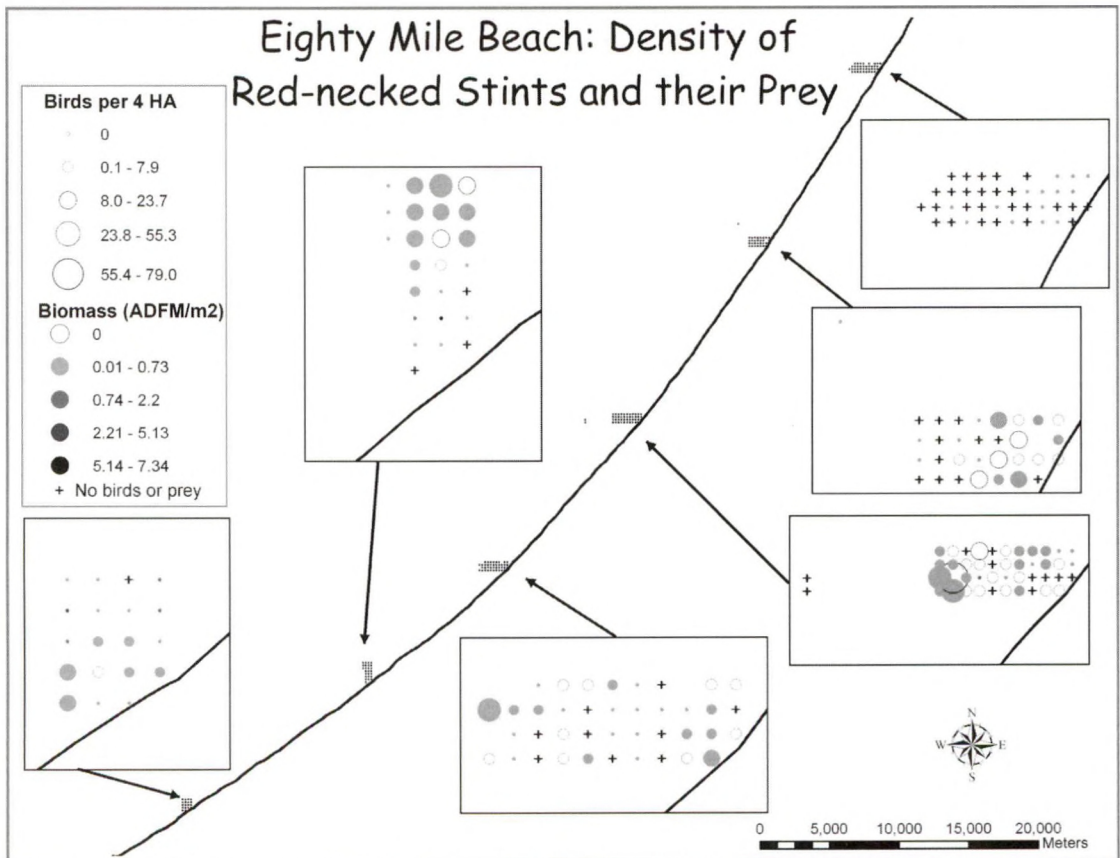 Eighty Mile Beach: Density of
Red-necked Stints and their Prey
Birds per 4 HA
0
0.1 - 7.9
8.0 - 23.7
23.8 - 55.3
55.4 - 79.0
Biomass (ADFM/m2)
0
0.01 - 0.73
0.74 - 2.2
2.21 - 5.13
5.14 - 7.34
+ No birds or prey
N
W E
S
0 5,000 10,000 15,000 20,000
Meters